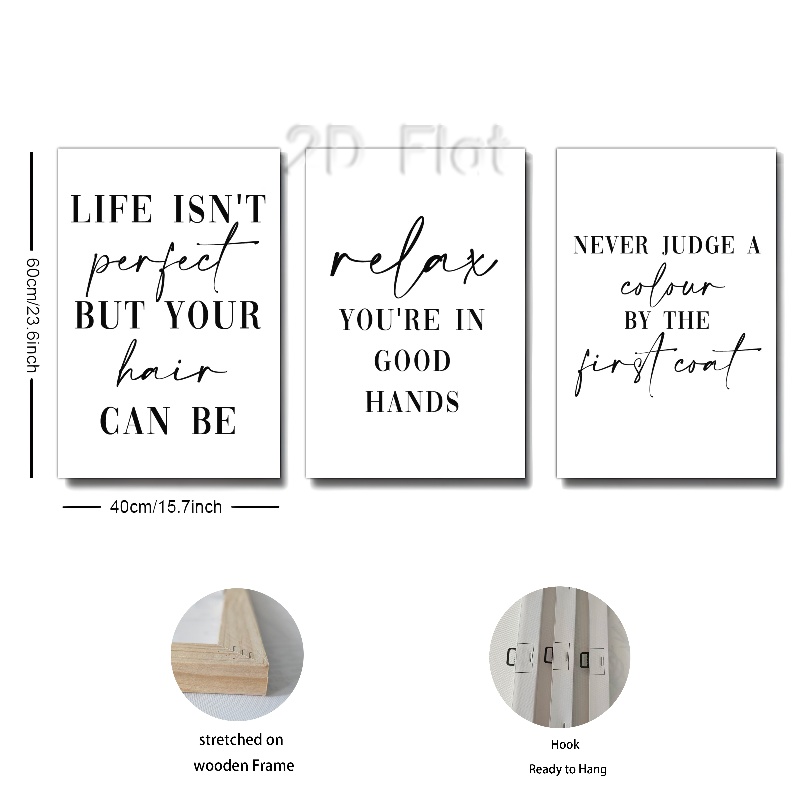 2D Flat
LIFE ISN'T
perfect
BUT YOUR
hair
CAN BE
relax
YOU'RE IN
GOOD
HANDS
NEVER JUDGE A
colour
BY THE
first coat
60cm/23.6inch
40cm/15.7inch
stretched on
wooden Frame
Hook
Ready to Hang